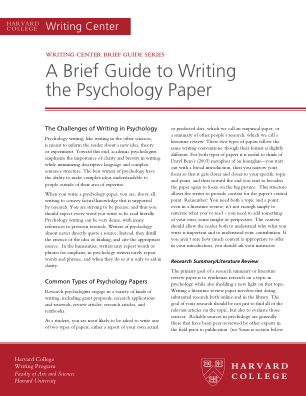 HARVARD COLLEGE Writing Center
WRITING CENTER BRIEF GUIDE SERIES
A Brief Guide to Writing
the Psychology Paper
The Challenges of Writing in Psychology
Psychology writing, like writing in the other sciences,
is meant to inform the reader about a new idea, theory
or experiment. Toward this end, academic psychologists
emphasize the importance of clarity and brevity in writing
while minimizing descriptive language and complex
sentence structure. The best writers of psychology have
the ability to make complex ideas understandable to
people outside of their area of expertise.
When you write a psychology paper, you are, above all,
writing to convey factual knowledge that is supported by
research. You are striving to be precise, and thus you
should expect every word you write to be read literally.
Psychology writing can be very dense, with many
references to previous research. Writers of psychology
almost never directly quote a source. Instead, they distill
the essence of the idea or finding, and cite the appropriate
source. In the humanities, writers may repeat words or
phrases for emphasis; in psychology writers rarely repeat
words and phrases, and when they do so it is only to aid in
clarity.
Common Types of Psychology Papers
Research psychologists engage in a variety of kinds of
writing, including grant proposals, research applications
and renewals, review articles, research articles, and
textbooks.
As a student, you are most likely to be asked to write one
of two types of paper, either a report of your own actual
or predicted data, which we call an empirical paper, or
a summary of other people's research, which we call a
literature review. These two types of paper follow the
same writing conventions, though their format is slightly
different. For both types of paper it is useful to think of
Daryl Bem's (2003) metaphor of an hourglass—you start
out with a broad introduction, then you narrow your
focus so that it gets closer and closer to your specific topic
and point, and then toward the end you start to broaden
the paper again to focus on the big picture. This structure
allows the writer to provide context for the paper's central
point. Remember: You need both a topic and a point;
even in a literature review, it's not enough simply to
reiterate what you've read—you need to add something
of your own, some insight or perspective. The context
should allow the reader both to understand why what you
write is important and to understand your contribution. If
you aren't sure how much context is appropriate to offer
in your introduction, you should ask your instructor.
Research Summary/Literature Review
The primary goal of a research summary or literature
review paper is to synthesize research on a topic in
psychology while also shedding a new light on that topic.
Writing a literature review paper involves first doing
substantial research both online and in the library. The
goal of your research should be not just to find all of the
relevant articles on the topic, but also to evaluate those
sources. Reliable sources in psychology are generally
those that have been peer-reviewed by other experts in
the field prior to publication. (see Sources section below
Harvard College
Writing Program
Faculty of Arts and Sciences
Harvard University
HARVARD
COLLEGE